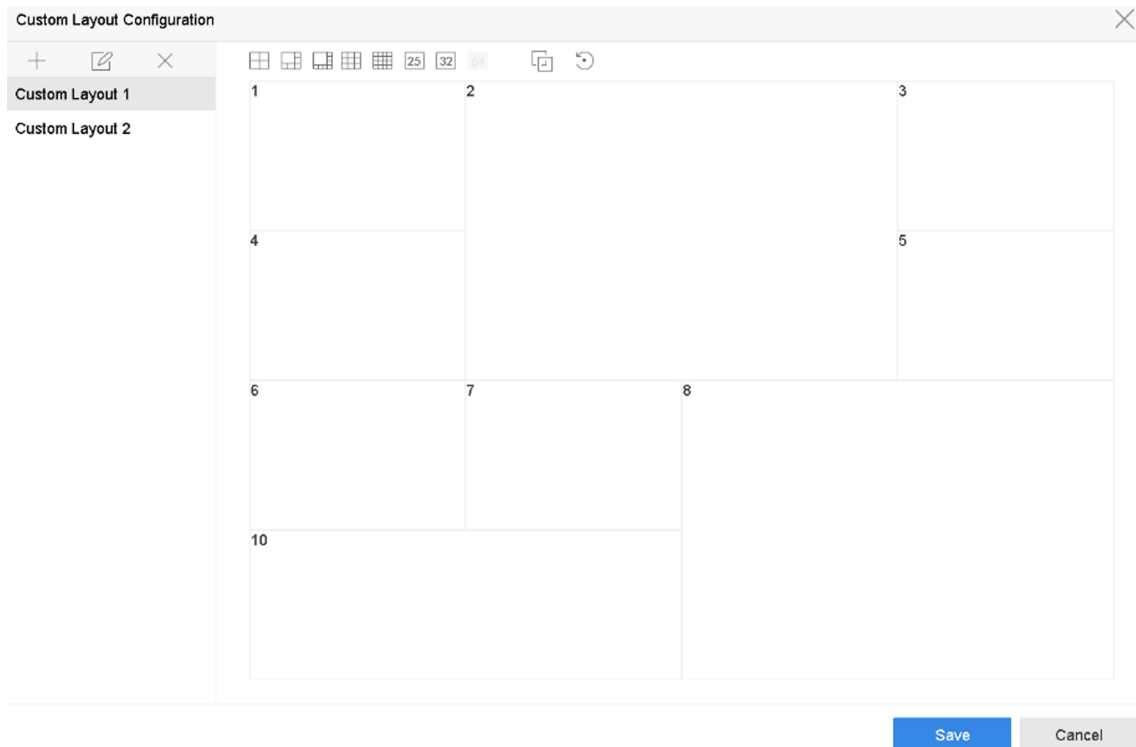 Custom Layout Configuration
25 32 64
Custom Layout 1
Custom Layout 2
1 2 3
4 5
6 7 8
10
Save Cancel